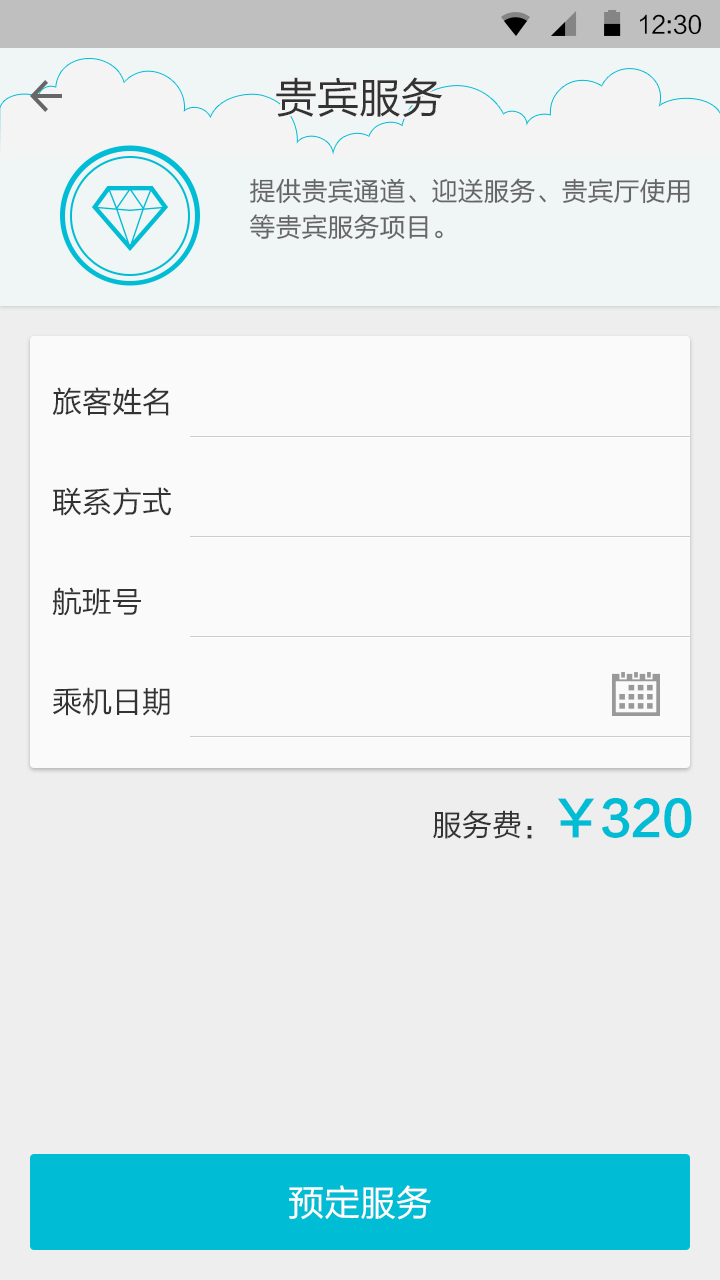 12:30
贵宾服务
提供贵宾通道、迎送服务、贵宾厅使用
等贵宾服务项目。
旅客姓名
联系方式
航班号
乘机日期
服务费：￥320
预定服务